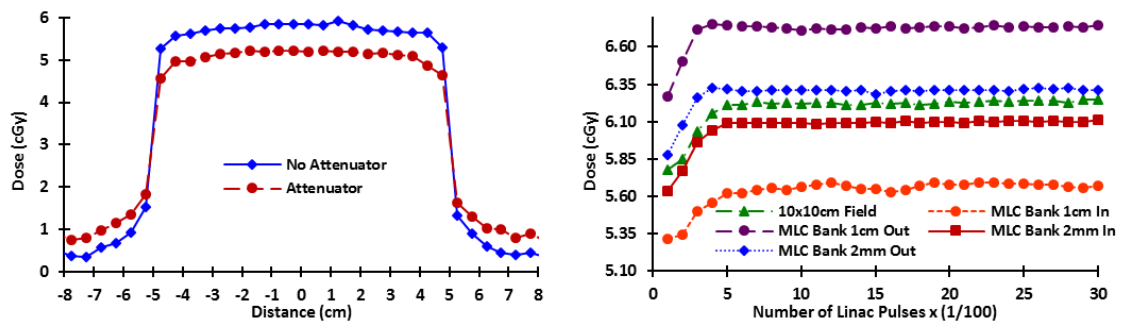 Dose (cGy)
6
5
4
3
2
1
0
-8 -7 -6 -5 -4 -3 -2 -1 0 1 2 3 4 5 6 7 8
Distance (cm)
No Attenuator
Attenuator
Dose (cGy)
6.60
6.35
6.10
5.85
5.60
5.35
5.10
0 5 10 15 20 25 30
Number of Linac Pulses x (1/100)
10x10cm Field MLC Bank 1cm In
MLC Bank 1cm Out MLC Bank 2mm In
MLC Bank 2mm Out